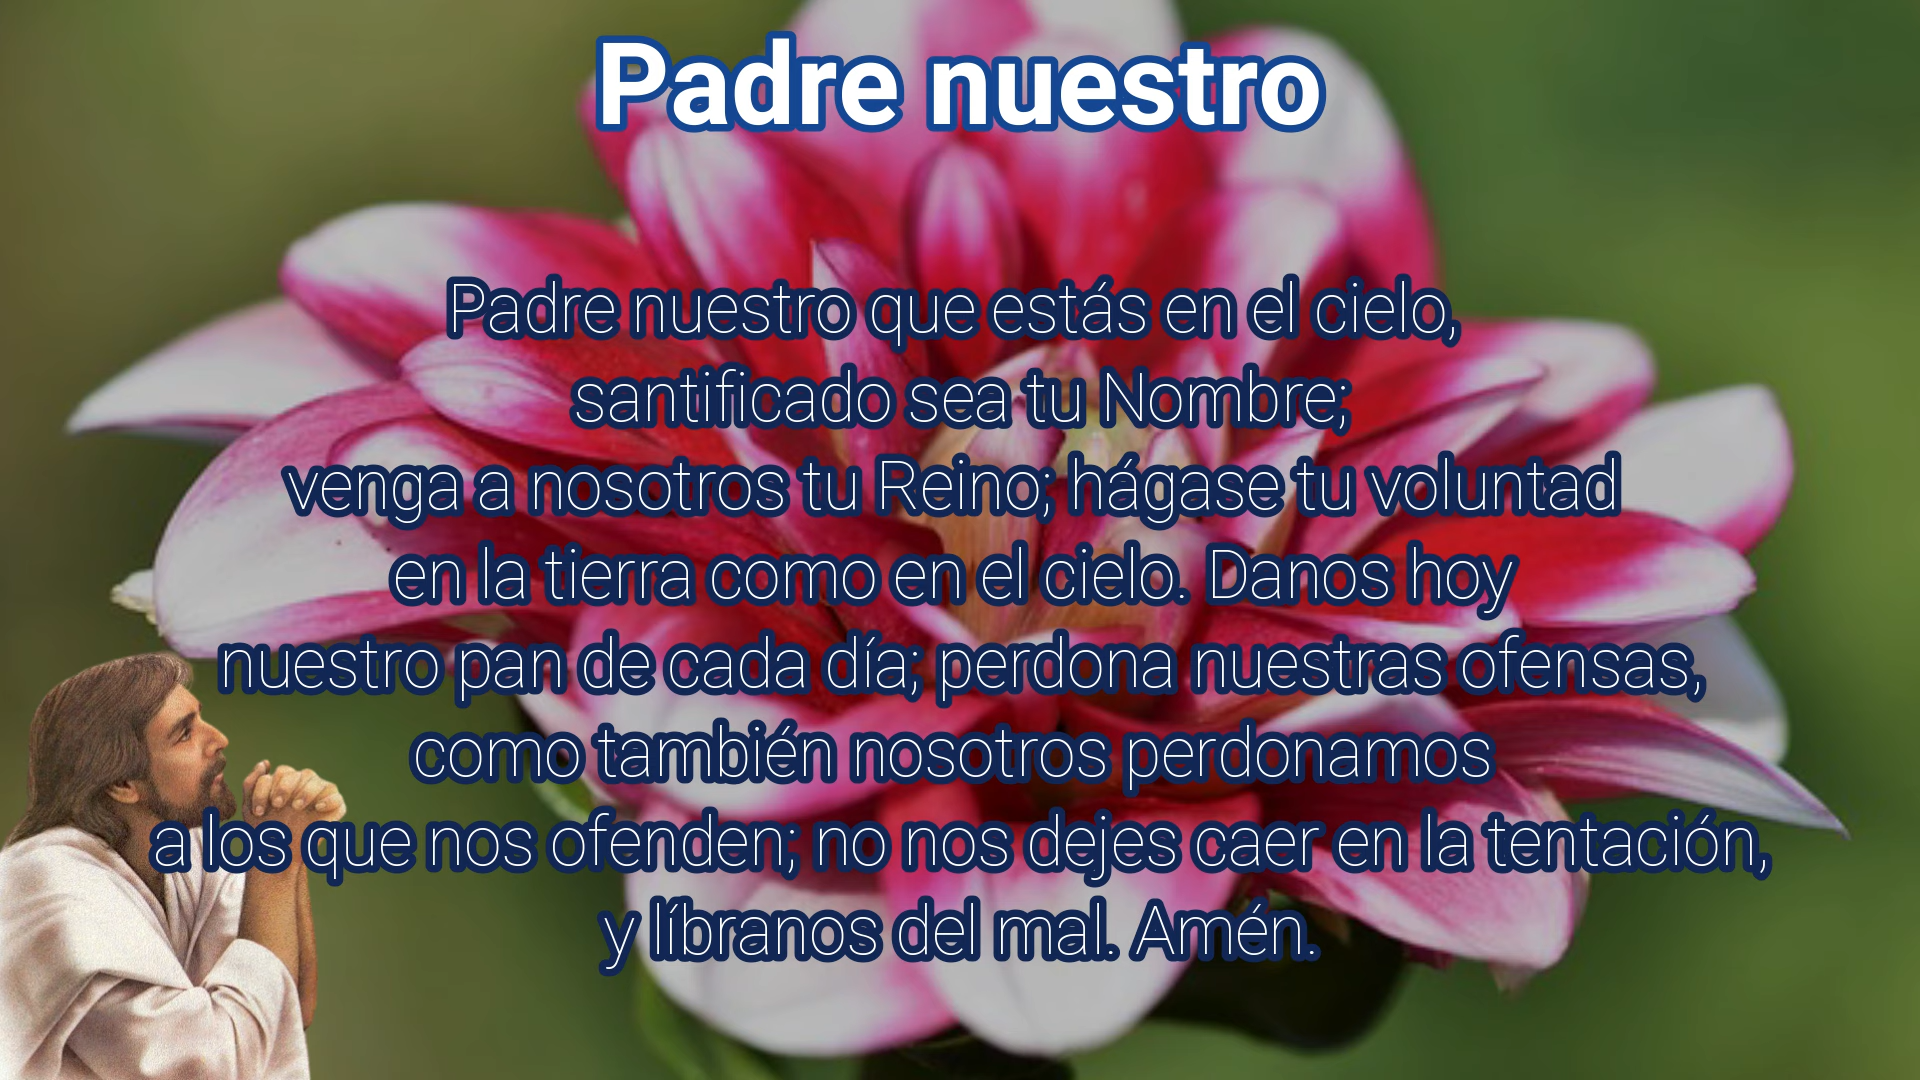 Padre nuestro
Padre nuestro que estás en el cielo,
santificado sea tu Nombre;
venga a nosotros tu Reino; hágase tu voluntad
en la tierra como en el cielo. Danos hoy
nuestro pan de cada día; perdona nuestras ofensas,
como también nosotros perdonamos
a los que nos ofenden; no nos dejes caer en la tentación,
y líbranos del mal. Amén.